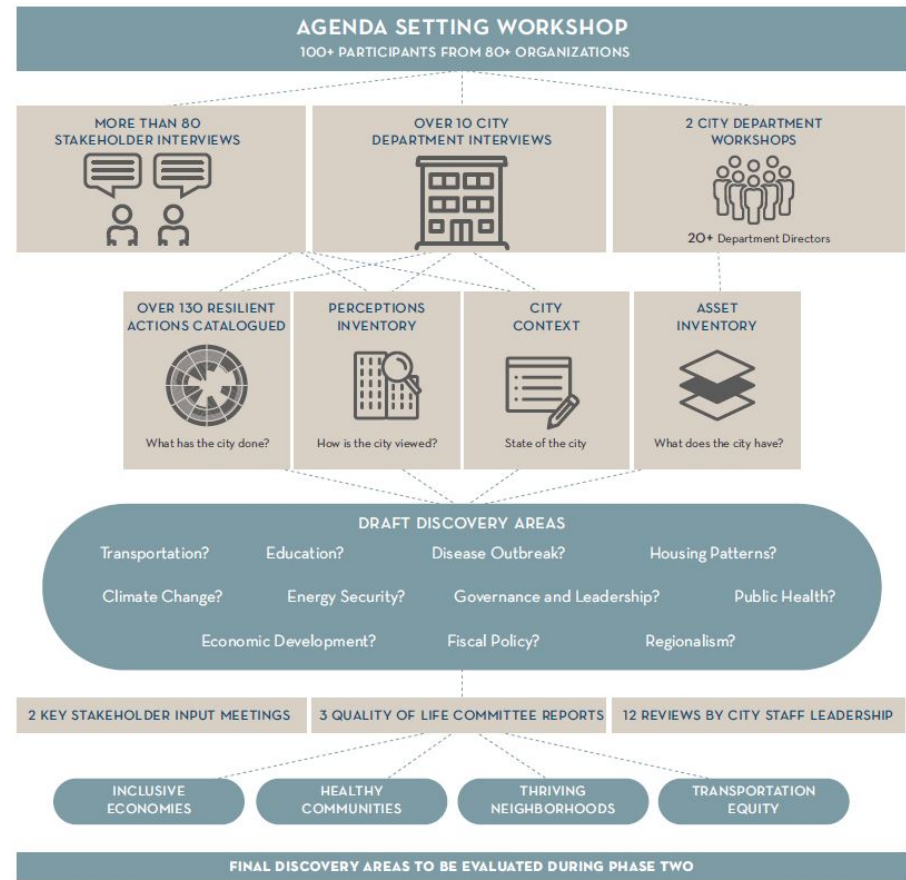 AGENDA SETTING WORKSHOP
100+ PARTICIPANTS FROM 80+ ORGANIZATIONS
MORE THAN 80
STAKEHOLDER INTERVIEWS
OVER 10 CITY
DEPARTMENT INTERVIEWS
2 CITY DEPARTMENT
WORKSHOPS
20+ Department Directors
OVER 130 RESILIENT
ACTIONS CATALOGUED
What has the city done?
PERCEPTIONS
INVENTORY
How is the city viewed?
CITY
CONTEXT
State of the city
ASSET
INVENTORY
What does the city have?
DRAFT DISCOVERY AREAS
Transportation? Education? Disease Outbreak? Housing Patterns?
Climate Change? Energy Security? Governance and Leadership? Public Health?
Economic Development? Fiscal Policy? Regionalism?
2 KEY STAKEHOLDER INPUT MEETINGS
3 QUALITY OF LIFE COMMITTEE REPORTS
12 REVIEWS BY CITY STAFF LEADERSHIP
INCLUSIVE
ECONOMIES
HEALTHY
COMMUNITIES
THRIVING
NEIGHBORHOODS
TRANSPORTATION
EQUITY
FINAL DISCOVERY AREAS TO BE EVALUATED DURING PHASE TWO